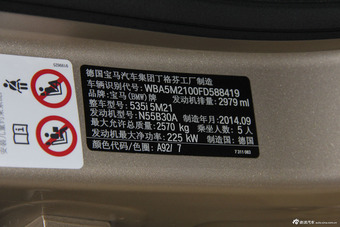 德国宝马汽车集团丁格芬工厂制造
车辆识别代号: WBA5M2100FD588419
品牌: 宝马(BMW)牌 发动机排量: 2979 ml
整车型号: 535i 5M21
发动机型号: N55B30A 制造年月: 2014.09
最大允许总质量: 2570 kg 乘坐人数: 5 人
发动机最大净功率: 225 kW 制造国: 德国
颜色代码/色漆: A92/ 7
7 311 083